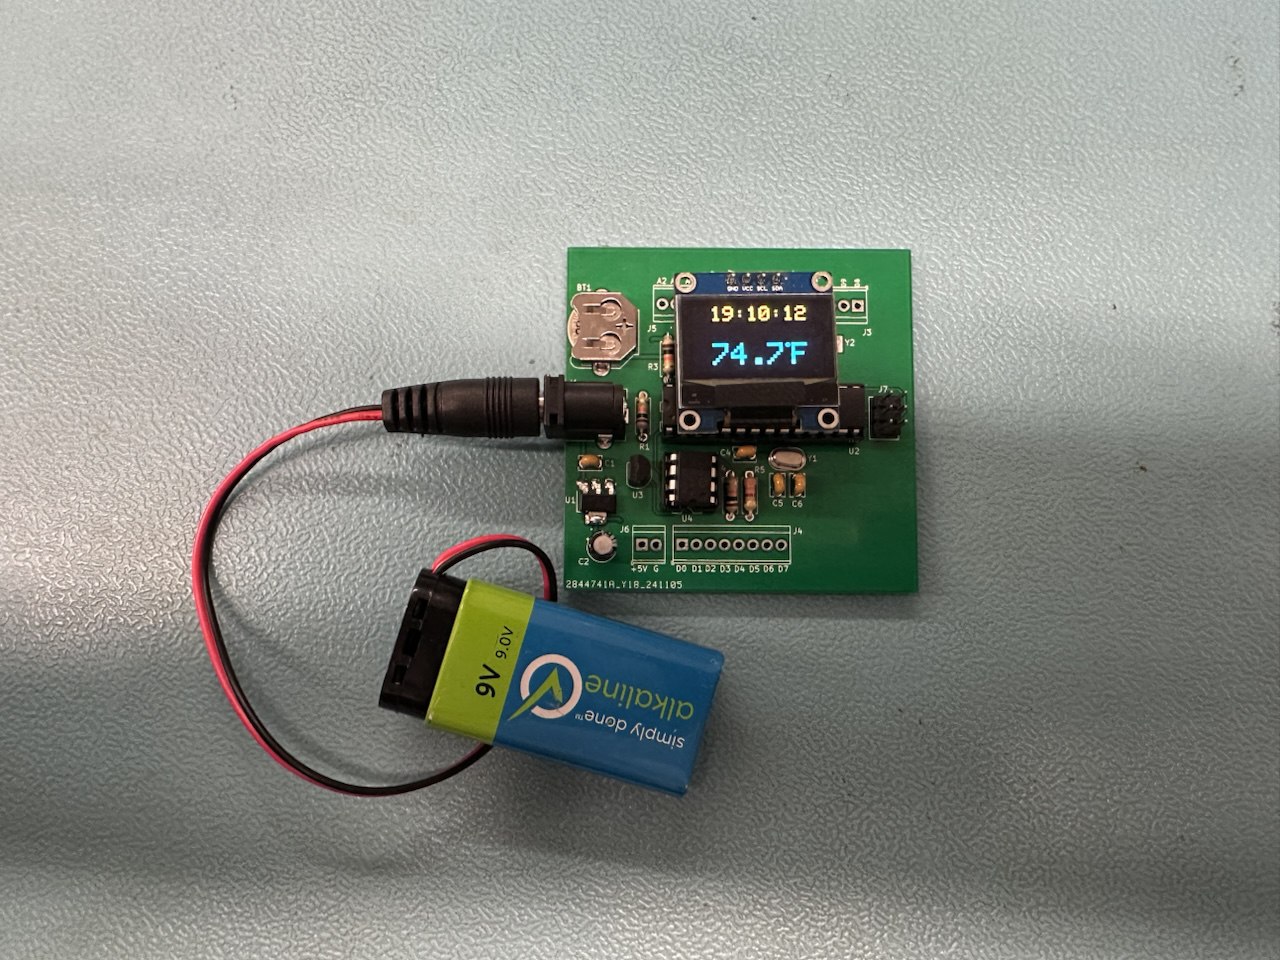 BT1
A2
GND VCC SCL SDA
19:10:12
74.7°F
J5
J3
Y2
R3
J7
R1
U2
C1
C4
Y1
R5
U3
U1
C5 C6
U4
J6
J4
C2
+5V G
D0 D1 D2 D3 D4 D5 D6 D7
2844741A_Y18_241105
9V 9.0V
alkaline
simply done™